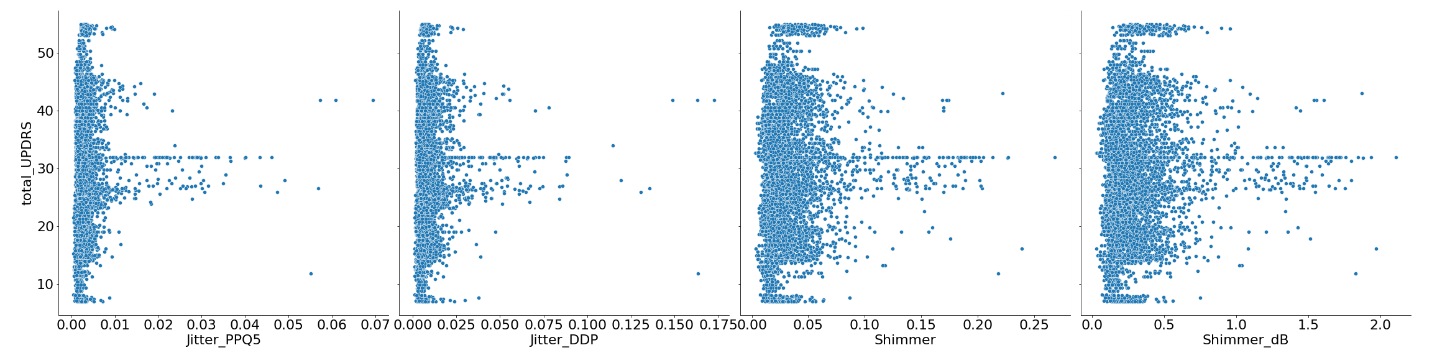 total_UPDRS
50
40
30
20
10
0.00 0.01 0.02 0.03 0.04 0.05 0.06 0.07
Jitter_PPQ5
0.000 0.025 0.050 0.075 0.100 0.125 0.150 0.175
Jitter_DDP
0.00 0.05 0.10 0.15 0.20 0.25
Shimmer
0.0 0.5 1.0 1.5 2.0
Shimmer_dB